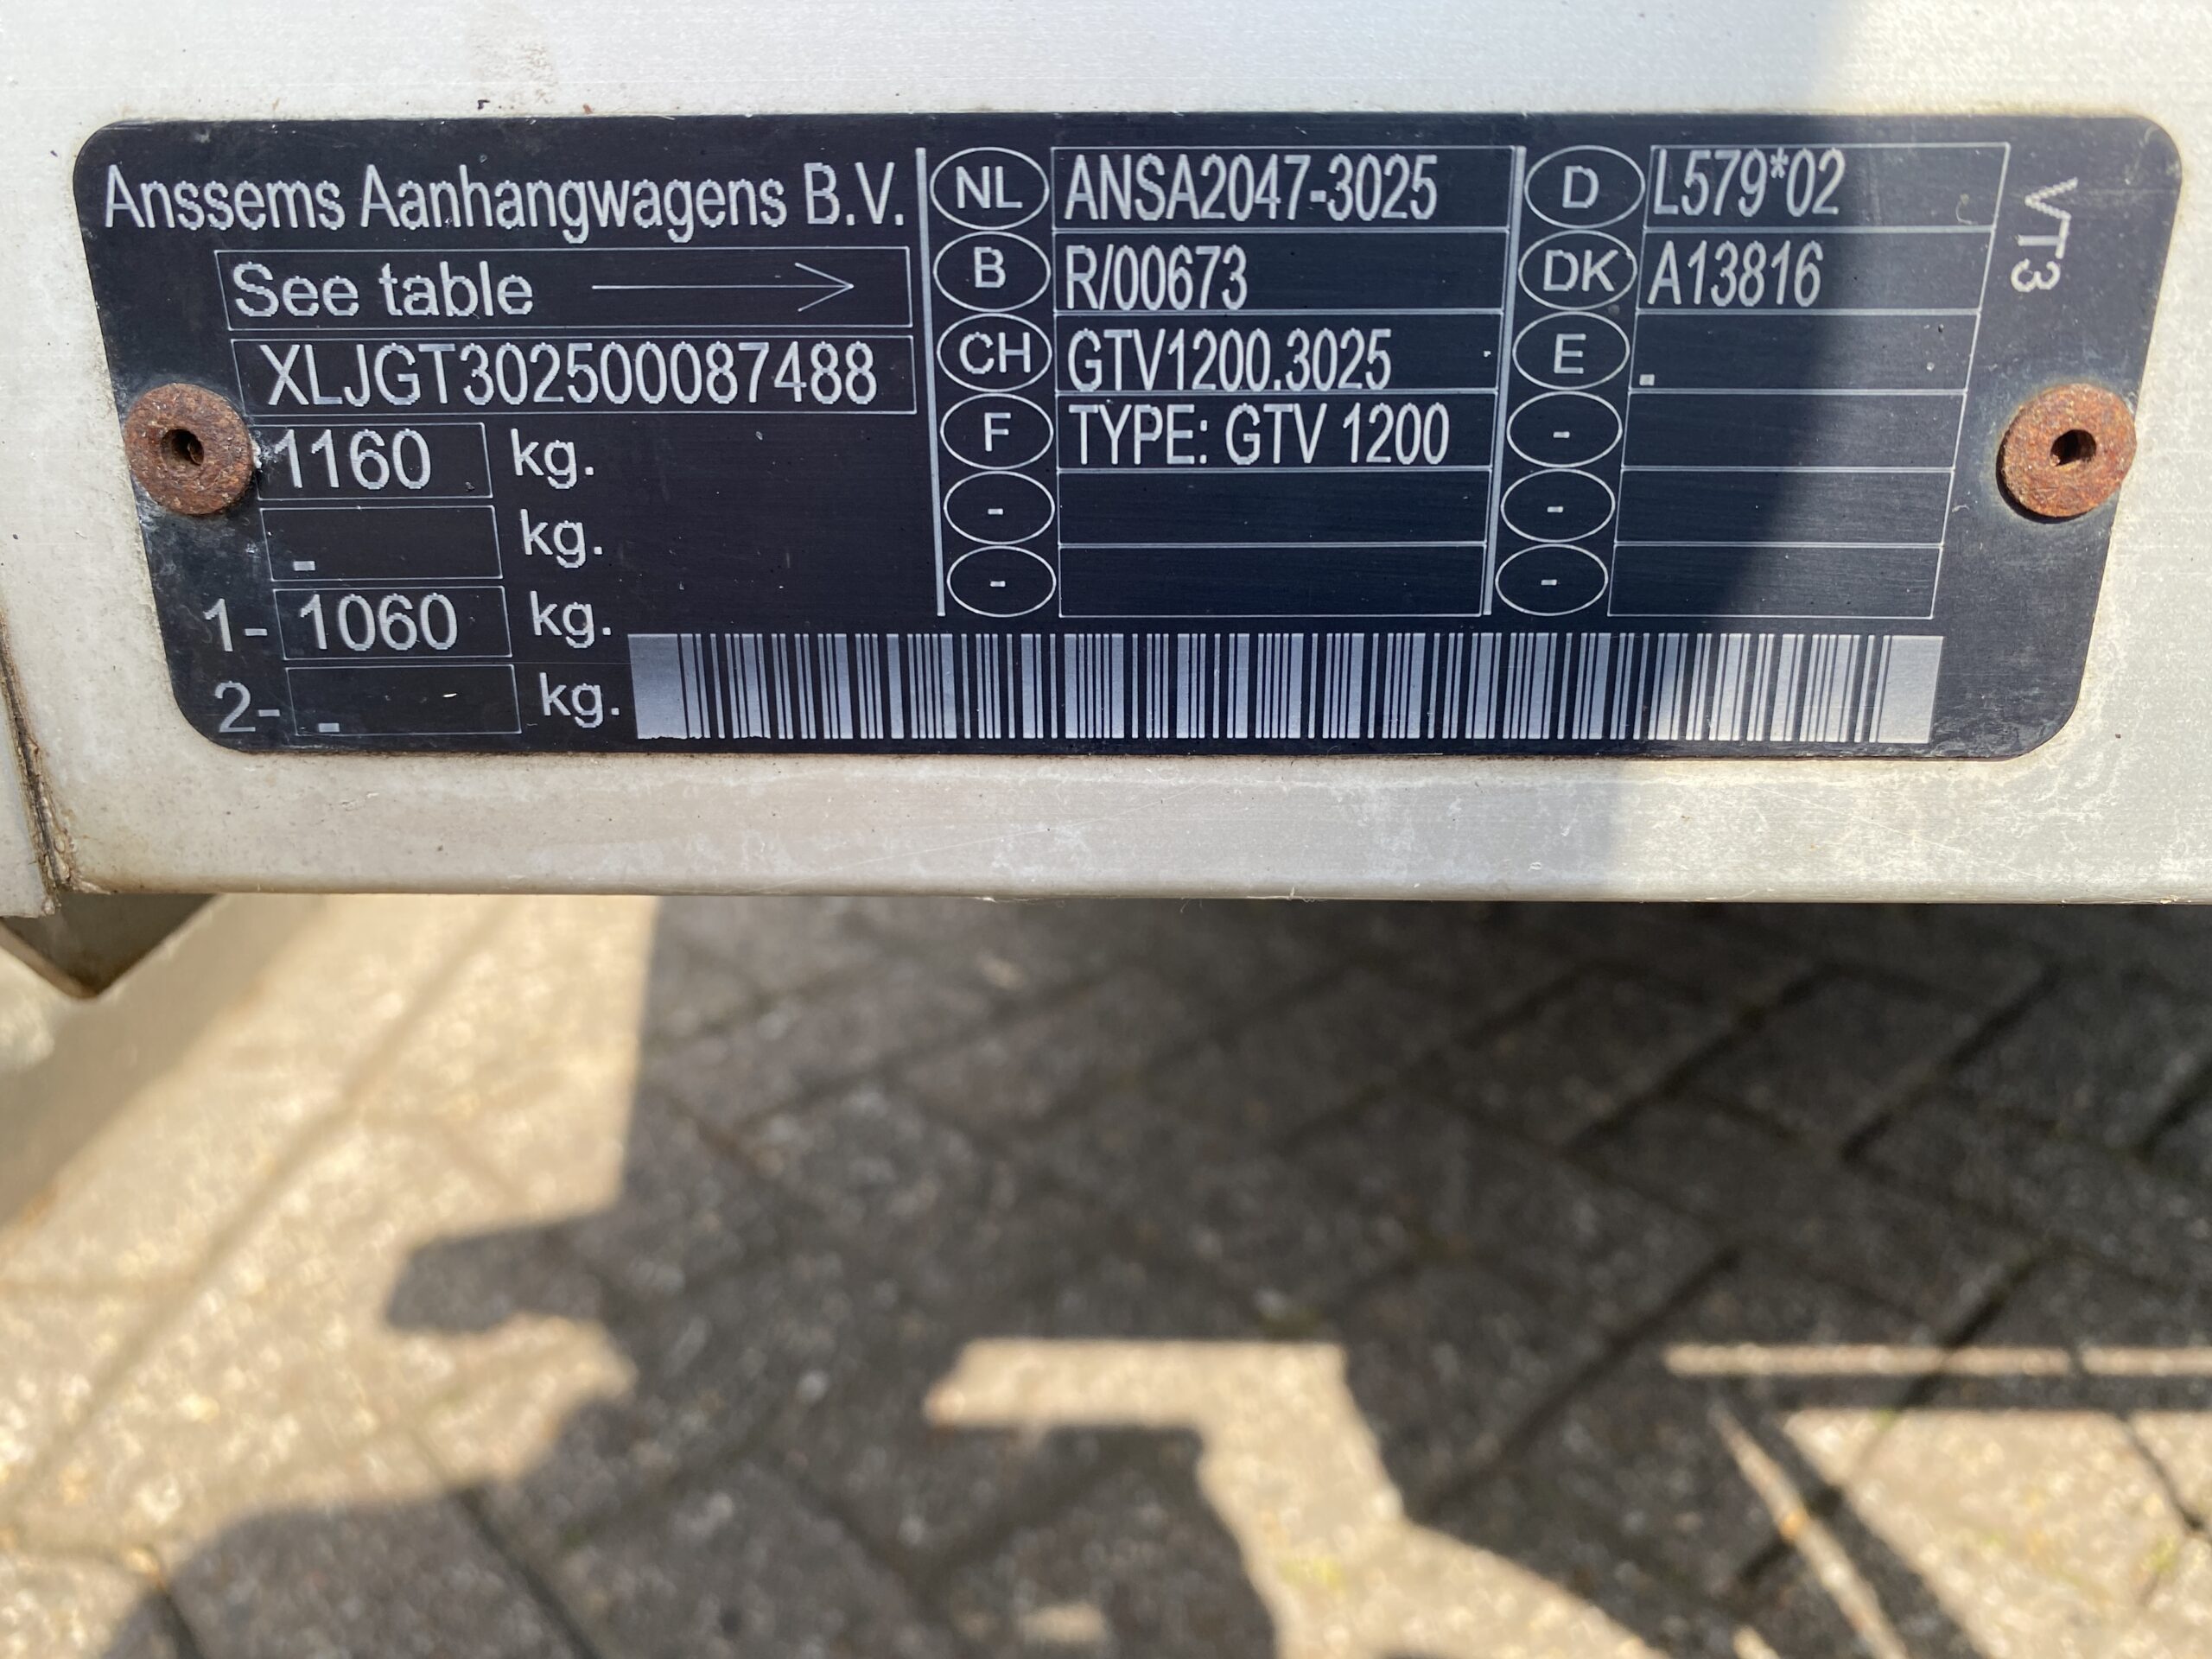 Anssems Aanhangwagens B.V.
See table
XLJGT302500087488
1160 kg.
- kg.
1- 1060 kg.
2- - kg.
NL ANSA2047-3025
B R/00673
CH GTV1200.3025
F TYPE: GTV 1200
-
-
D L579*02
DK A13816
E -
-
-
-
VT3